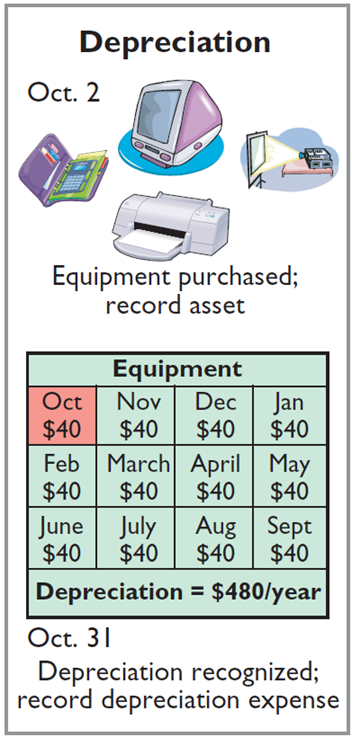 Depreciation
Oct. 2
Equipment purchased;
record asset
Equipment
Oct Nov Dec Jan
$40 $40 $40 $40
Feb March April May
$40 $40 $40 $40
June July Aug Sept
$40 $40 $40 $40
Depreciation = $480/year
Oct. 31
Depreciation recognized;
record depreciation expense